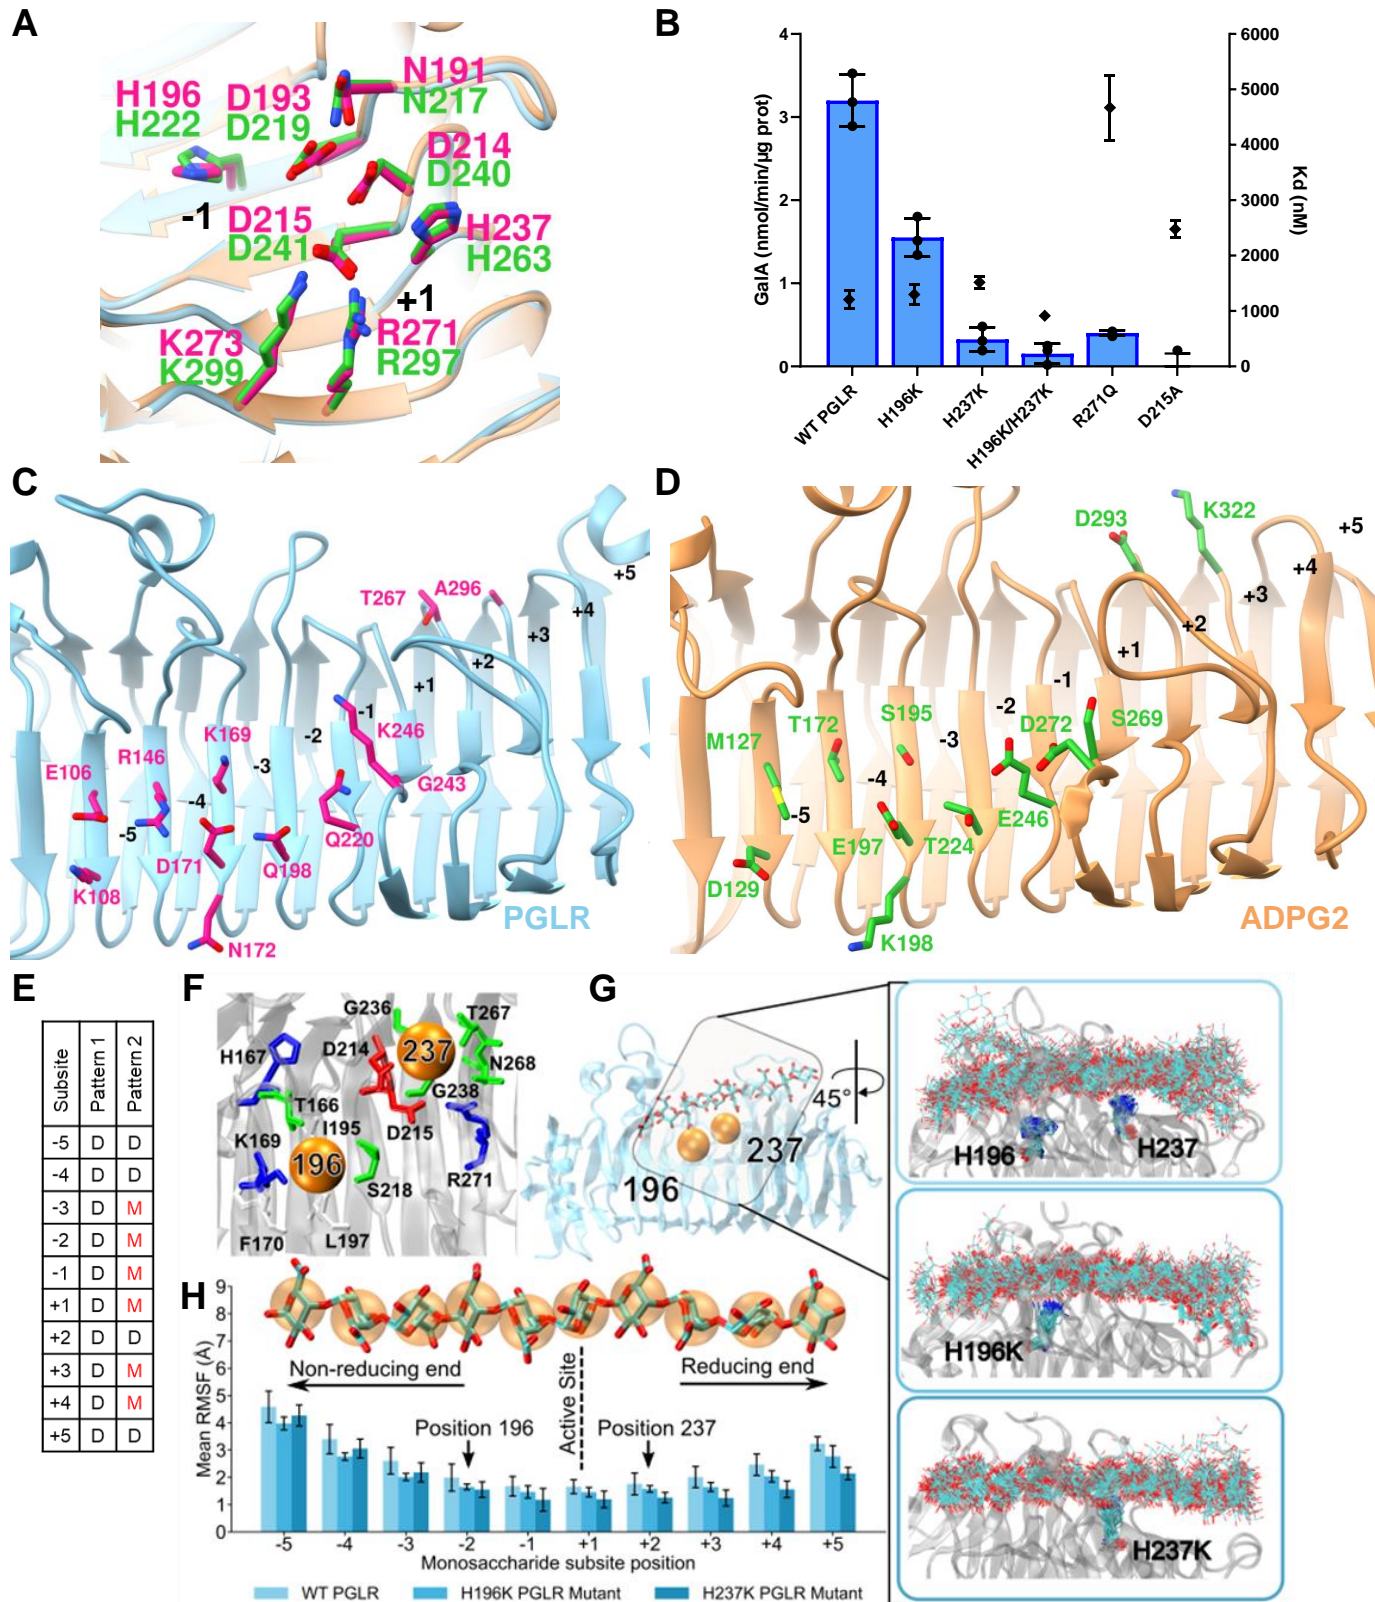 A
N191
N217
H196
H222
D193
D219
D214
D240
-1
D215
D241
H237
H263
+1
K273
K299
R271
R297
B
4
3
2
1
0
GalA (nmol/min/µg prot)
6000
5000
4000
3000
2000
1000
0
Kd (nM)
WT PGLR
H196K
H237K
H196K/H237K
R271Q
D215A
C
T267
A296
+5
+4
+3
+2
+1
-1
-2
-3
-4
-5
K246
G243
K169
R146
E106
Q220
D171
Q198
K108
N172
PGLR
D
D293
K322
+5
+4
+3
+2
+1
-1
-2
-3
-4
-5
S195
T172
M127
D272
S269
E246
E197
T224
D129
K198
ADPG2
E
Subsite Pattern 1 Pattern 2
-5 D D
-4 D D
-3 D M
-2 D M
-1 D M
+1 D M
+2 D D
+3 D M
+4 D M
+5 D D
F
G236
T267
H167
D214
237
N268
G238
T166
I195
K169
D215
196
S218
R271
F170
L197
G
45°
237
196
H196
H237
H196K
H237K
H
9
8
7
6
5
4
3
2
1
0
Mean RMSF (Å)
Non-reducing end
Active Site
Reducing end
Position 196
Position 237
-5 -4 -3 -2 -1 +1 +2 +3 +4 +5
Monosaccharide subsite position
WT PGLR H196K PGLR Mutant H237K PGLR Mutant